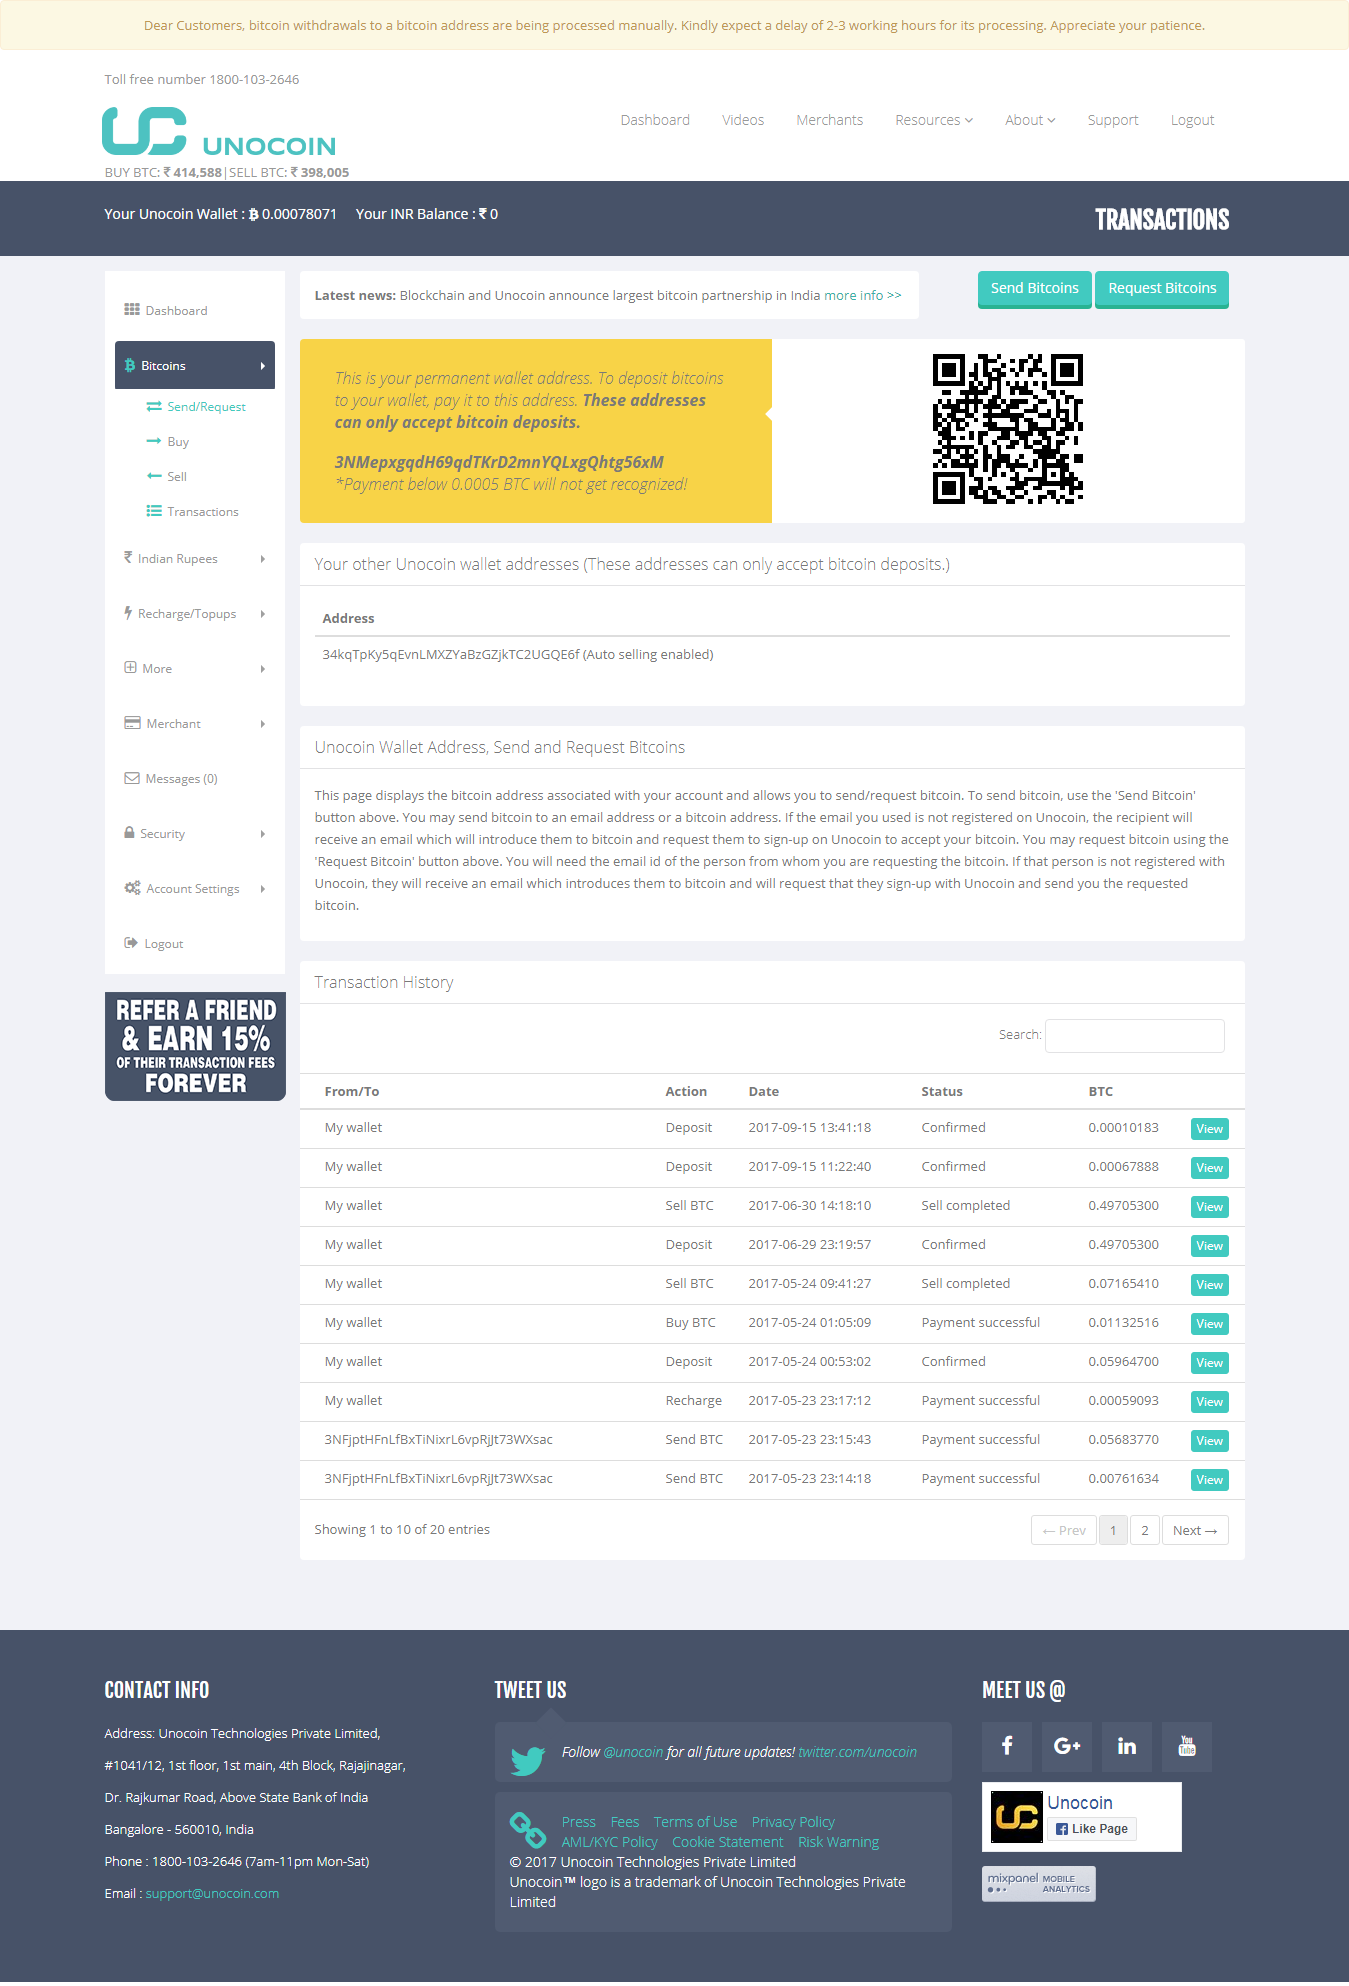 Dear Customers, bitcoin withdrawals to a bitcoin address are being processed manually. Kindly expect a delay of 2-3 working hours for its processing. Appreciate your patience.
Toll free number 1800-103-2646
UNOCOIN
Dashboard Videos Merchants Resources About Support Logout
BUY BTC: ₹ 414,588 | SELL BTC: ₹ 398,005
Your Unocoin Wallet : ₿ 0.00078071 Your INR Balance : ₹ 0
TRANSACTIONS
Dashboard
Bitcoins
Send/Request
Buy
Sell
Transactions
₹ Indian Rupees
Recharge/Topups
More
Merchant
Messages (0)
Security
Account Settings
Logout
REFER A FRIEND
& EARN 15%
OF THEIR TRANSACTION FEES
FOREVER
Latest news: Blockchain and Unocoin announce largest bitcoin partnership in India more info >>
Send Bitcoins Request Bitcoins
This is your permanent wallet address. To deposit bitcoins
to your wallet, pay it to this address. These addresses
can only accept bitcoin deposits.
3NMepxgqdH69qdTKrD2mnYQLxgQhtg56xM
*Payment below 0.0005 BTC will not get recognized!
Your other Unocoin wallet addresses (These addresses can only accept bitcoin deposits.)
Address
34kqTpKy5qEvnLMXZYaBzGZjkTC2UGQE6f (Auto selling enabled)
Unocoin Wallet Address, Send and Request Bitcoins
This page displays the bitcoin address associated with your account and allows you to send/request bitcoin. To send bitcoin, use the 'Send Bitcoin'
button above. You may send bitcoin to an email address or a bitcoin address. If the email you used is not registered on Unocoin, the recipient will
receive an email which will introduce them to bitcoin and request them to sign-up on Unocoin to accept your bitcoin. You may request bitcoin using the
'Request Bitcoin' button above. You will need the email id of the person from whom you are requesting the bitcoin. If that person is not registered with
Unocoin, they will receive an email which introduces them to bitcoin and will request that they sign-up with Unocoin and send you the requested
bitcoin.
Transaction History
Search:
From/To Action Date Status BTC
My wallet Deposit 2017-09-15 13:41:18 Confirmed 0.00010183 View
My wallet Deposit 2017-09-15 11:22:40 Confirmed 0.00067888 View
My wallet Sell BTC 2017-06-30 14:18:10 Sell completed 0.49705300 View
My wallet Deposit 2017-06-29 23:19:57 Confirmed 0.49705300 View
My wallet Sell BTC 2017-05-24 09:41:27 Sell completed 0.07165410 View
My wallet Buy BTC 2017-05-24 01:05:09 Payment successful 0.01132516 View
My wallet Deposit 2017-05-24 00:53:02 Confirmed 0.05964700 View
My wallet Recharge 2017-05-23 23:17:12 Payment successful 0.00059093 View
3NFjptHFnLfBxTiNixrL6vpRjJt73WXsac Send BTC 2017-05-23 23:15:43 Payment successful 0.05683770 View
3NFjptHFnLfBxTiNixrL6vpRjJt73WXsac Send BTC 2017-05-23 23:14:18 Payment successful 0.00761634 View
Showing 1 to 10 of 20 entries
← Prev 1 2 Next →
CONTACT INFO
Address: Unocoin Technologies Private Limited,
#1041/12, 1st floor, 1st main, 4th Block, Rajajinagar,
Dr. Rajkumar Road, Above State Bank of India
Bangalore - 560010, India
Phone : 1800-103-2646 (7am-11pm Mon-Sat)
Email : support@unocoin.com
TWEET US
Follow @unocoin for all future updates! twitter.com/unocoin
Press Fees Terms of Use Privacy Policy
AML/KYC Policy Cookie Statement Risk Warning
© 2017 Unocoin Technologies Private Limited
Unocoin™ logo is a trademark of Unocoin Technologies Private
Limited
MEET US @
f G+ in You Tube
Unocoin
Like Page
mixpanel MOBILE
ANALYTICS